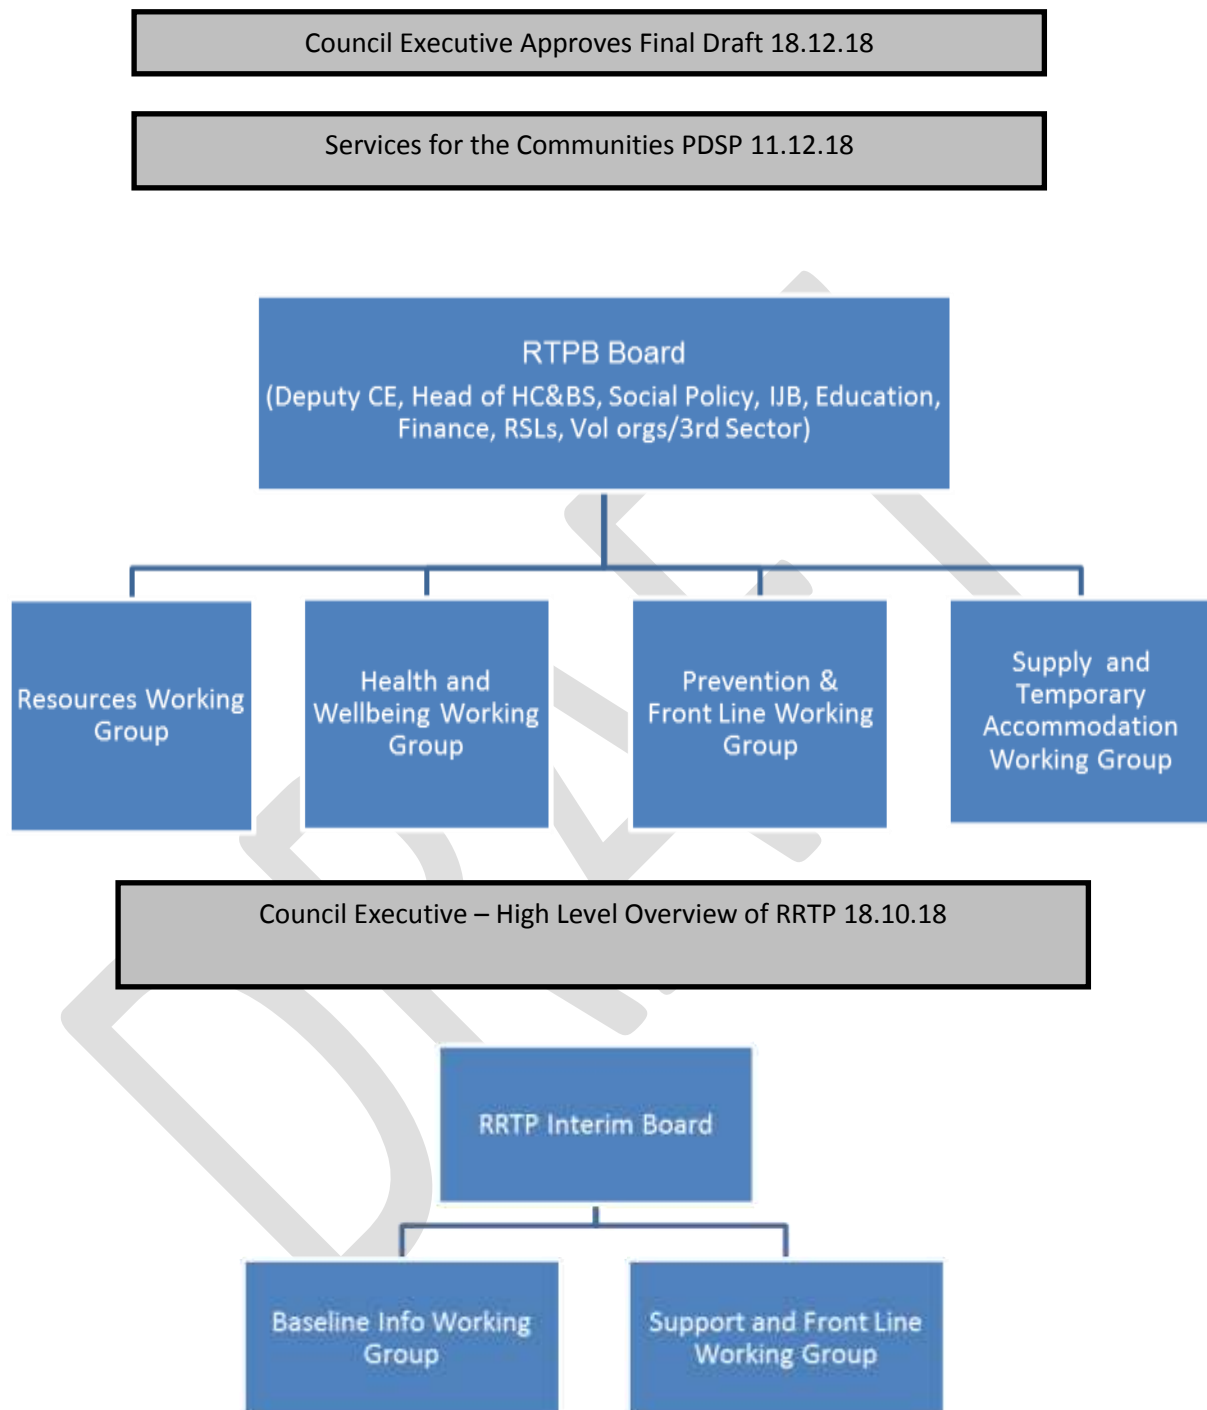 Council Executive Approves Final Draft 18.12.18
Services for the Communities PDSP 11.12.18
RTPB Board
(Deputy CE, Head of HC&BS, Social Policy, IJB, Education,
Finance, RSLs, Vol orgs/3rd Sector)
Resources Working
Group
Health and
Wellbeing Working
Group
Prevention &
Front Line Working
Group
Supply and
Temporary
Accommodation
Working Group
Council Executive – High Level Overview of RRTP 18.10.18
RRTP Interim Board
Baseline Info Working
Group
Support and Front Line
Working Group
DRAFT